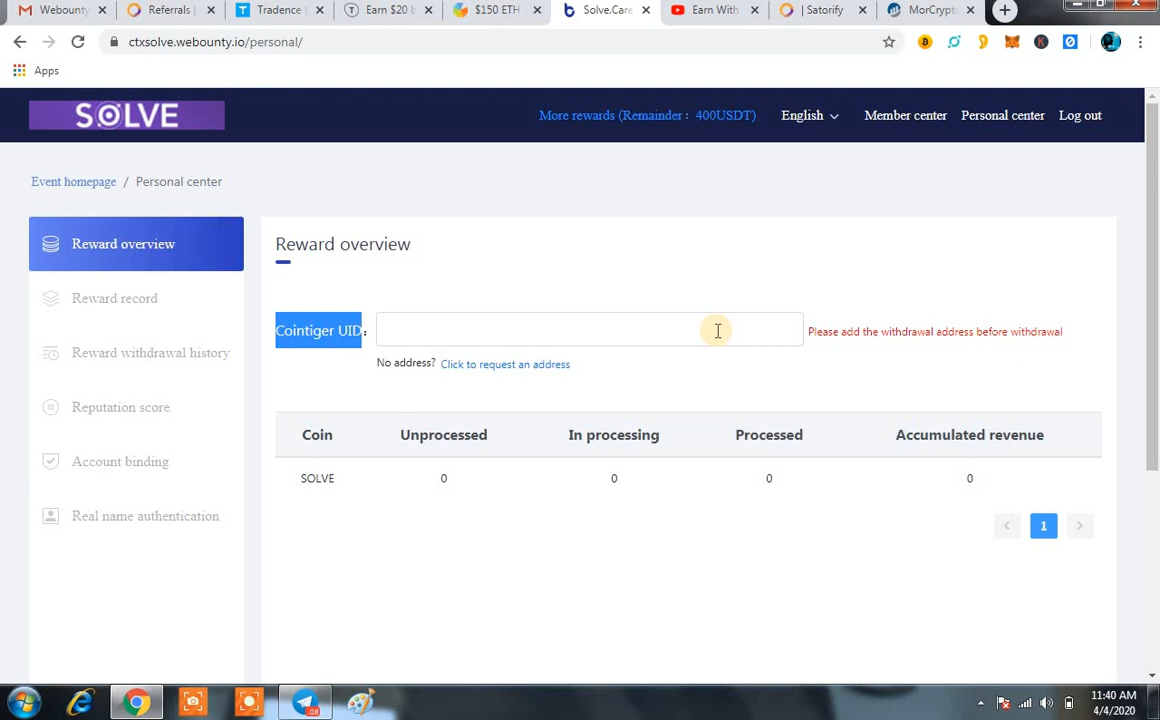 Webounty
Referrals |
Tradence
Earn $20 b
$150 ETH
Solve.Care
Earn With
| Satorify
MorCrypt
ctxsolve.webounty.io/personal/
Apps
SOLVE
More rewards (Remainder : 400USDT)
English
Member center
Personal center
Log out
Event homepage / Personal center
Reward overview
Reward record
Reward withdrawal history
Reputation score
Account binding
Real name authentication
Reward overview
Cointiger UID:
Please add the withdrawal address before withdrawal
No address? Click to request an address
Coin Unprocessed In processing Processed Accumulated revenue
SOLVE 0 0 0 0
< 1 >
08
11:40 AM
4/4/2020